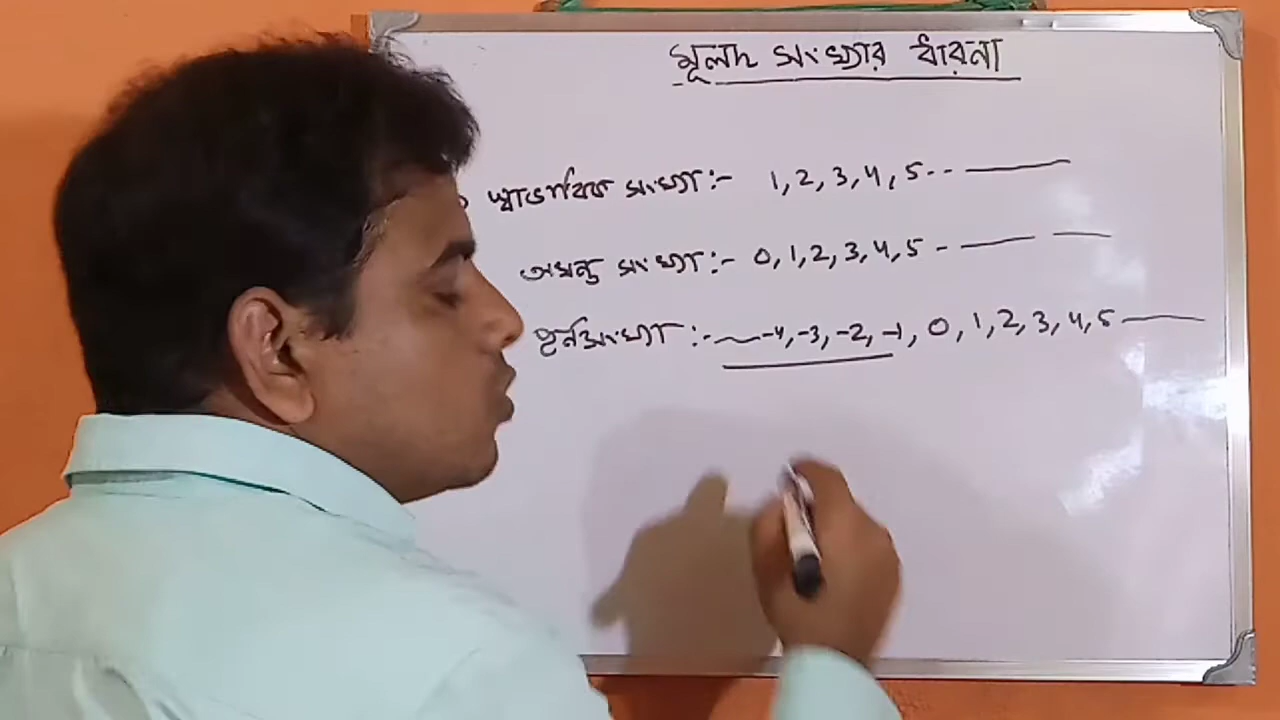 মূলদ সংখ্যার ধারনা
স্বাভাবিক সংখ্যা :- 1, 2, 3, 4, 5 - - ——
অখন্ড সংখ্যা :- 0, 1, 2, 3, 4, 5 - —— ——
পূর্নসংখ্যা :- —— -4, -3, -2, -1, 0, 1, 2, 3, 4, 5 ——